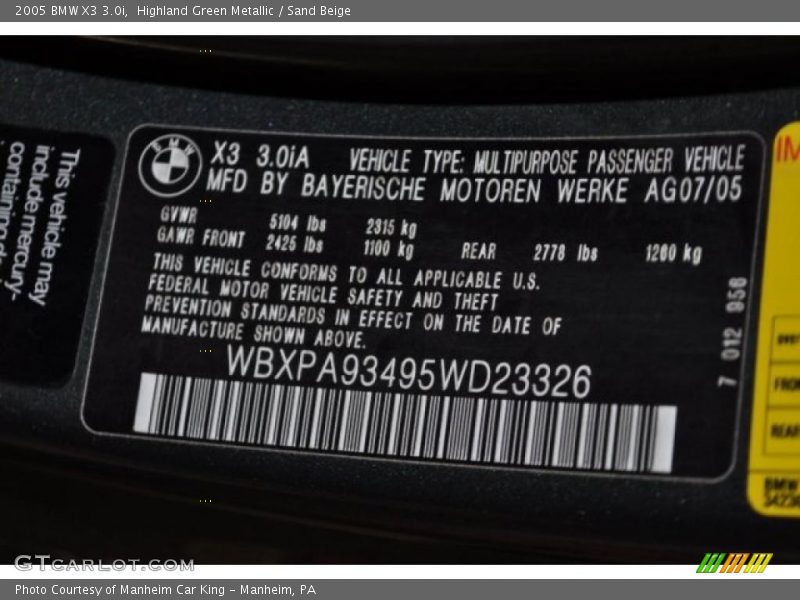 2005 BMW X3 3.0i, Highland Green Metallic / Sand Beige
This vehicle may
include mercury-
BMW
X3 3.0iA VEHICLE TYPE: MULTIPURPOSE PASSENGER VEHICLE
MFD BY BAYERISCHE MOTOREN WERKE AG07/05
GVWR 5104 lbs 2315 kg
GAWR FRONT 2425 lbs 1100 kg REAR 2778 lbs 1260 kg
THIS VEHICLE CONFORMS TO ALL APPLICABLE U.S.
FEDERAL MOTOR VEHICLE SAFETY AND THEFT
PREVENTION STANDARDS IN EFFECT ON THE DATE OF
MANUFACTURE SHOWN ABOVE.
WBXPA93495WD23326
7 012 958
BMW
GTCARLOT.COM
Photo Courtesy of Manheim Car King - Manheim, PA